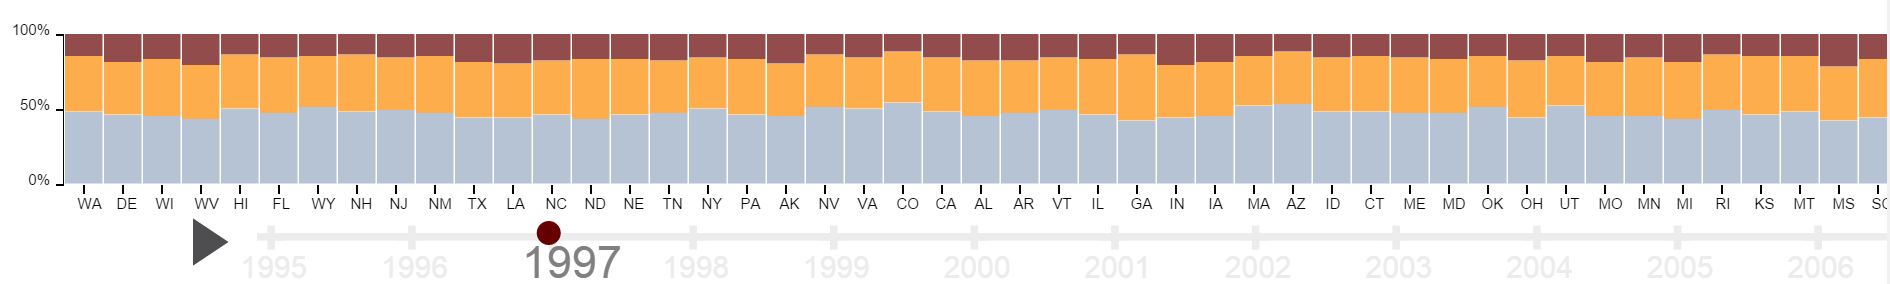 100%
50%
0%
WA DE WI WV HI FL WY NH NJ NM TX LA NC ND NE TN NY PA AK NV VA CO CA AL AR VT IL GA IN IA MA AZ ID CT ME MD OK OH UT MO MN MI RI KS MT MS
1995 1996 1997 1998 1999 2000 2001 2002 2003 2004 2005 2006